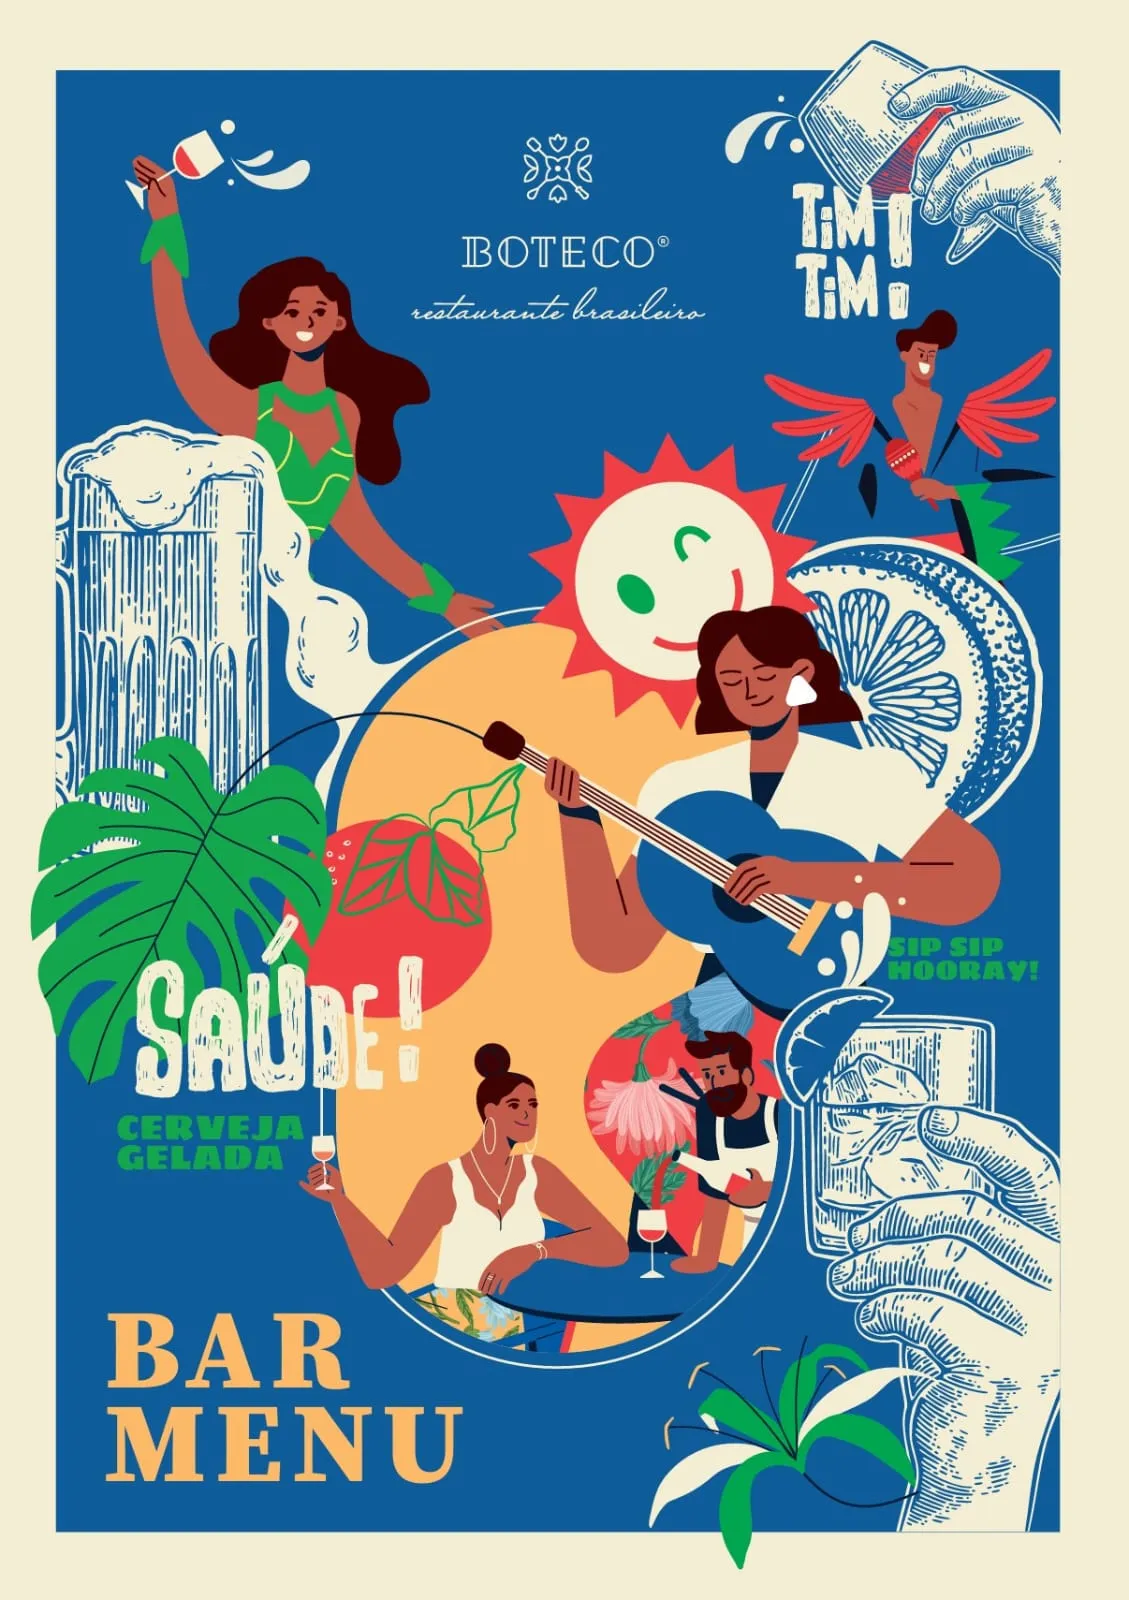 BOTECO®
restaurante brasileiro
TiM
TiM!
SIP SIP
HOORAY!
SAÚDE!
CERVEJA
GELADA
BAR
MENU